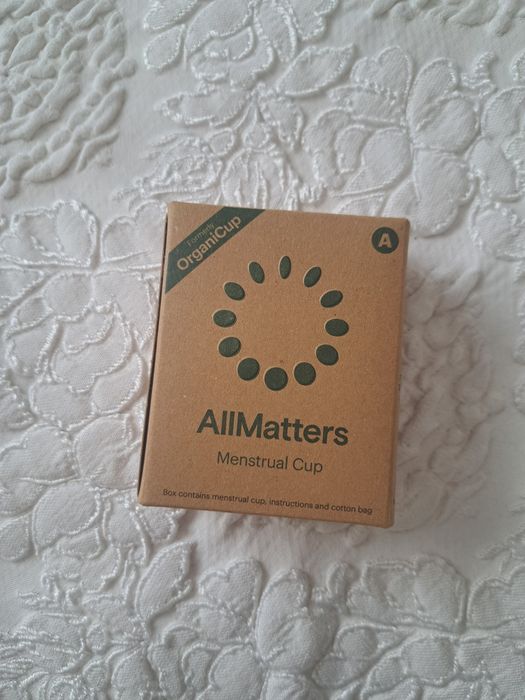 Formerly
OrganiCup
A
AllMatters
Menstrual Cup
Box contains menstrual cup, instructions and cotton bag